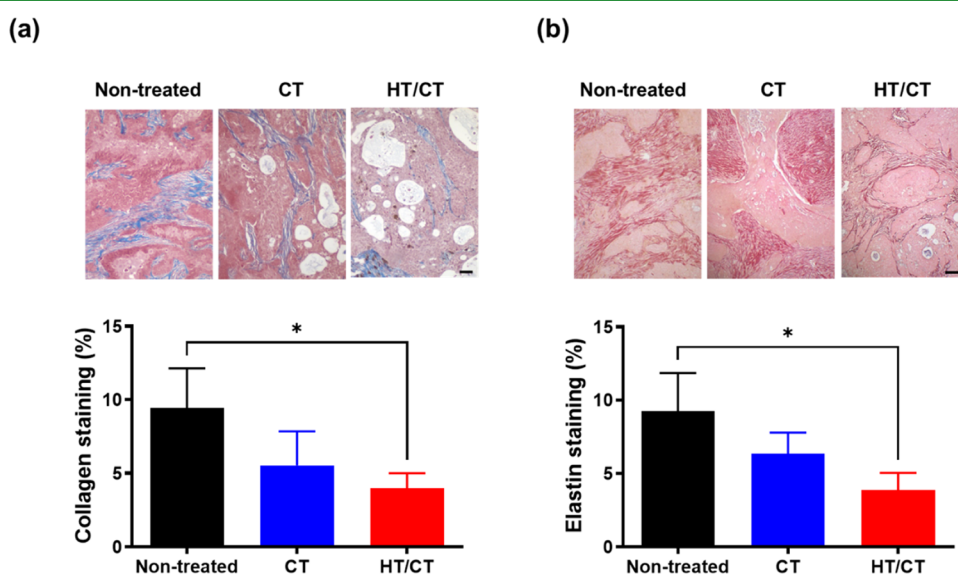 (a)
Non-treated CT HT/CT
Collagen staining (%)
15
10
5
0
*
Non-treated CT HT/CT
(b)
Non-treated CT HT/CT
Elastin staining (%)
15
10
5
0
*
Non-treated CT HT/CT